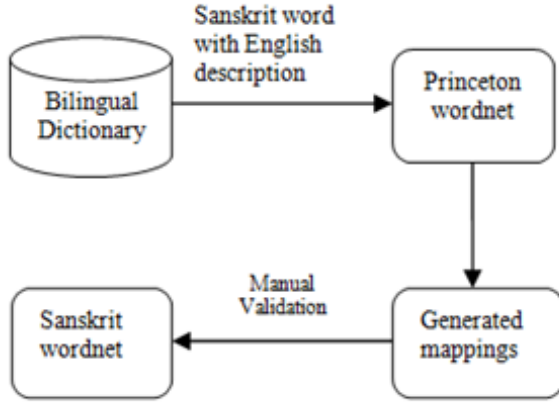 Sanskrit word
with English
description
Bilingual
Dictionary
Princeton
wordnet
Manual
Validation
Sanskrit
wordnet
Generated
mappings